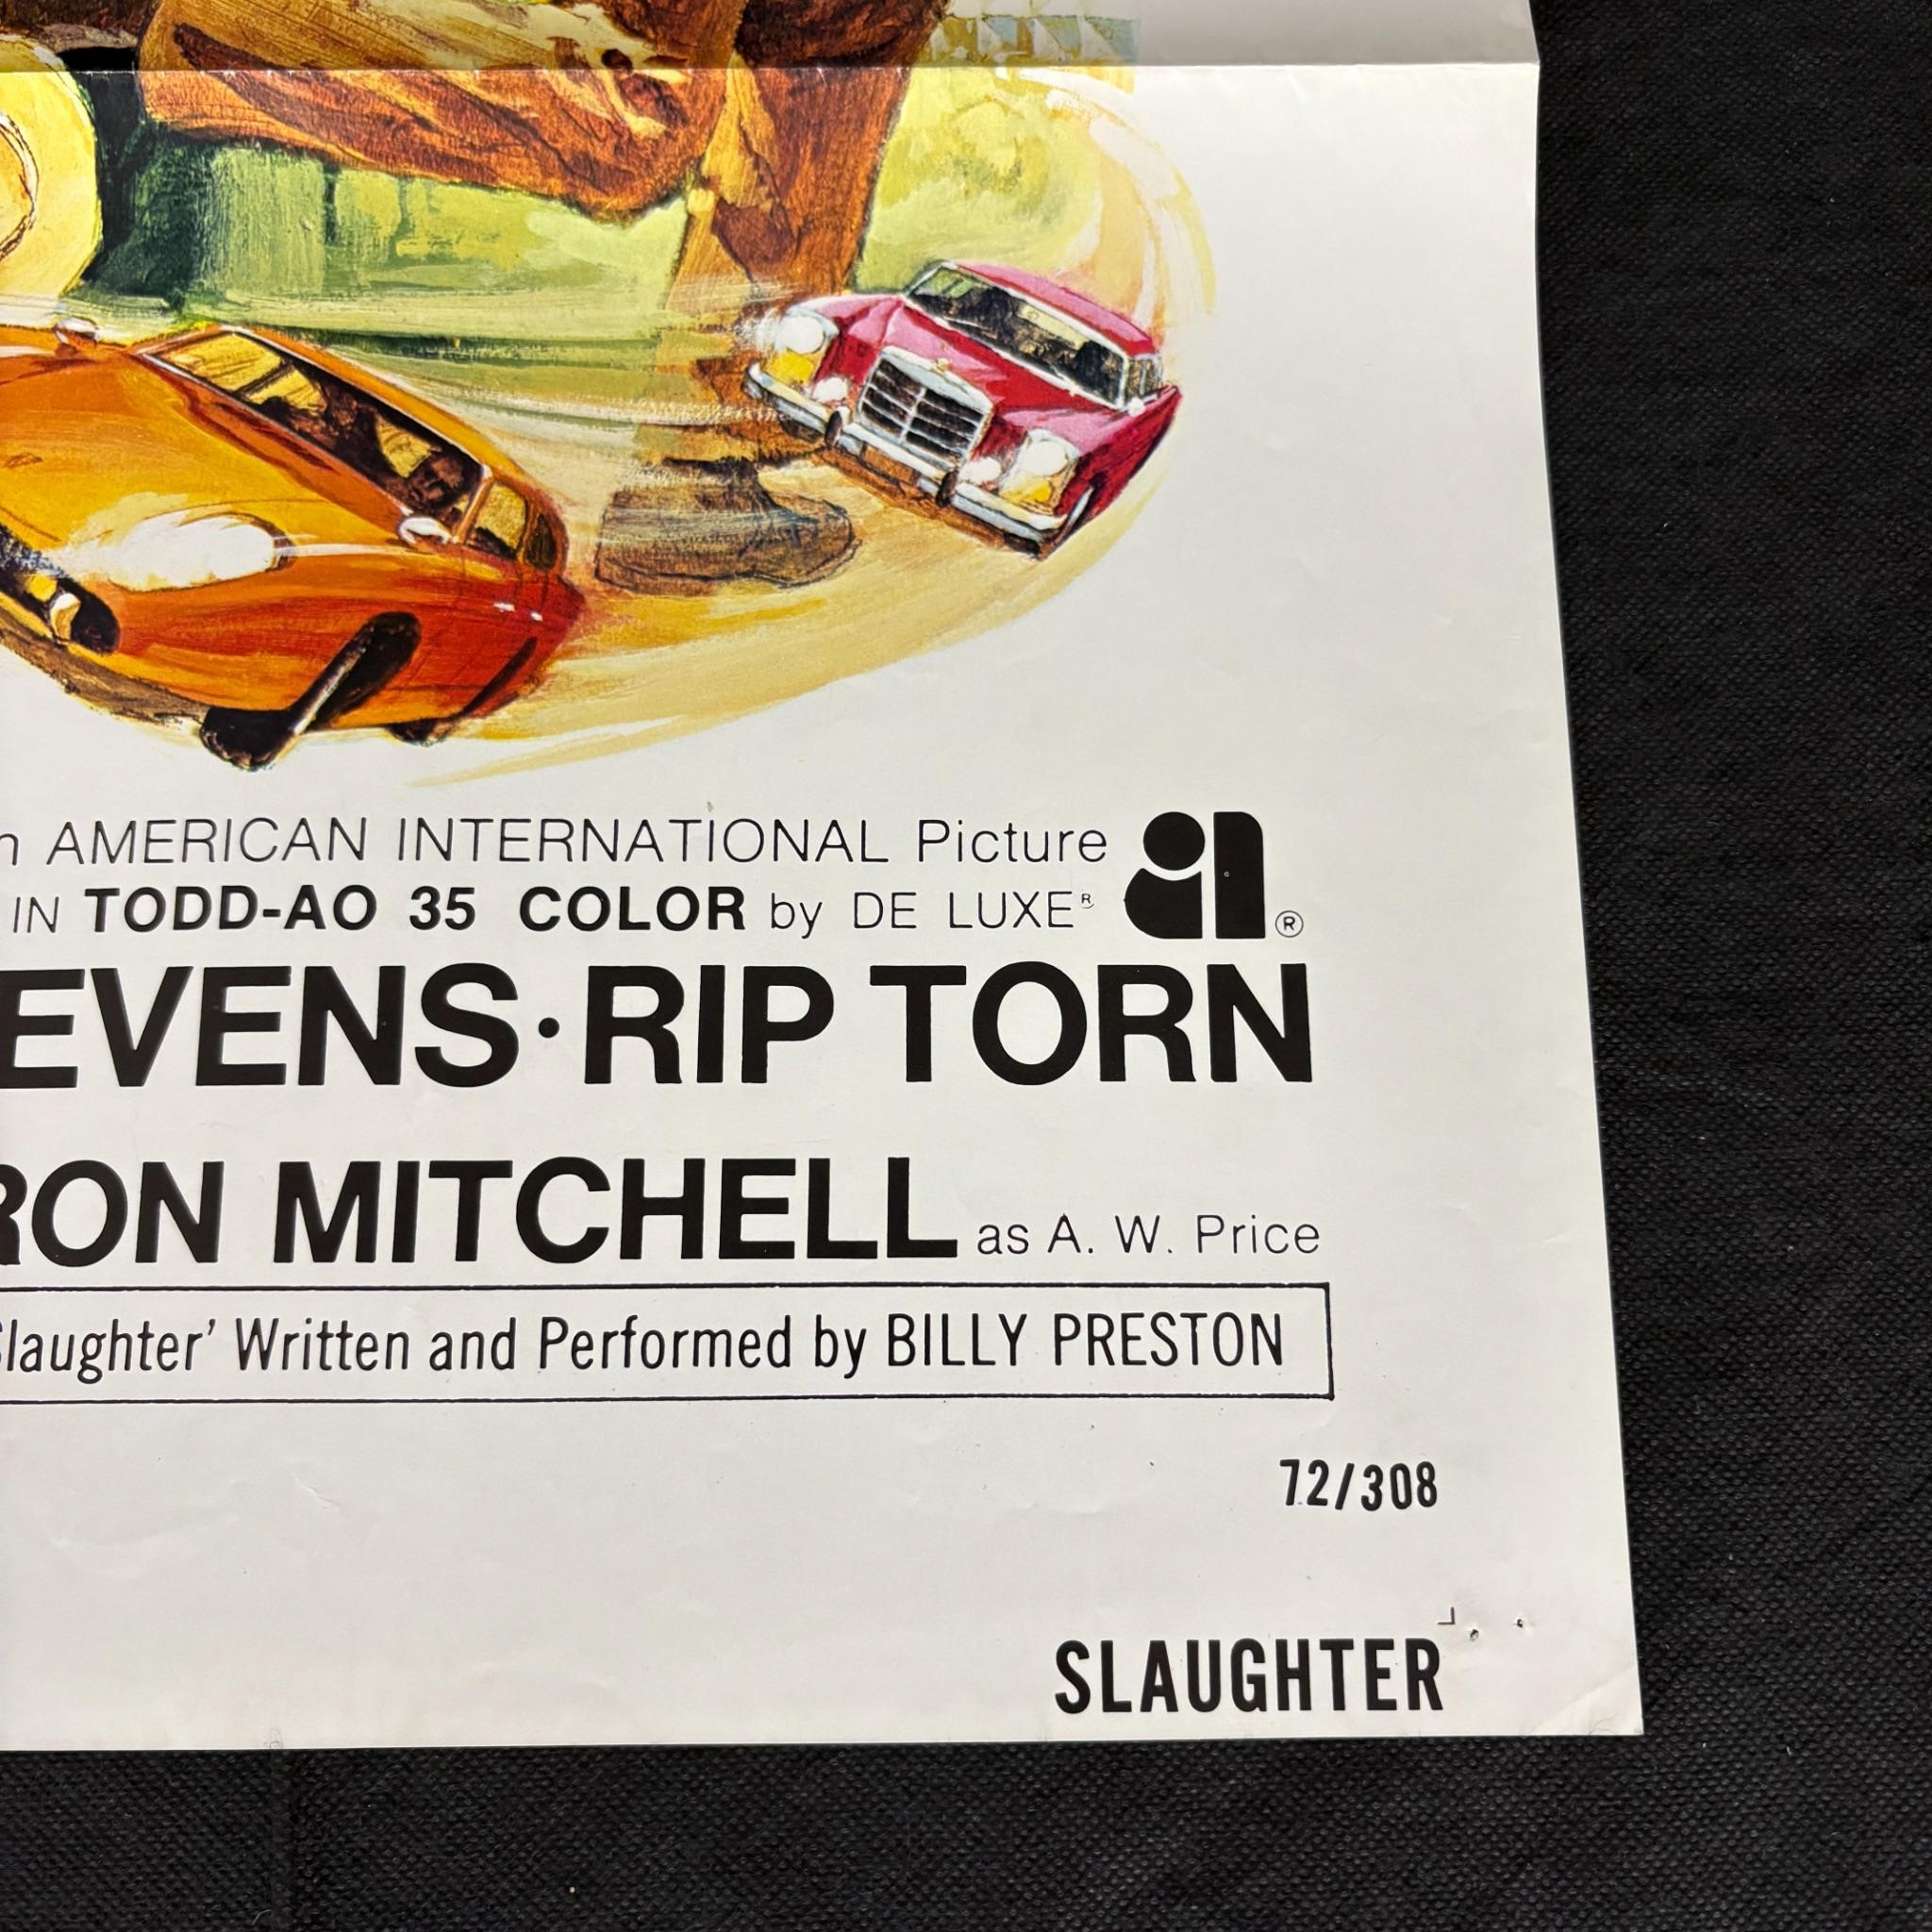 n AMERICAN INTERNATIONAL Picture
IN TODD-AO 35 COLOR by DE LUXE® ai ®
EVENS · RIP TORN
RON MITCHELL as A. W. Price
Slaughter’ Written and Performed by BILLY PRESTON
72/308
SLAUGHTER